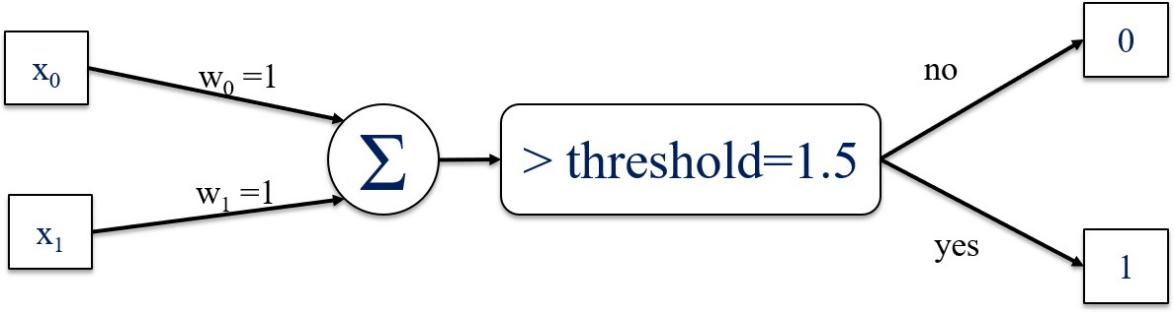 x₀
w₀ =1
x₁
w₁ =1
Σ
> threshold=1.5
no
yes
0
1